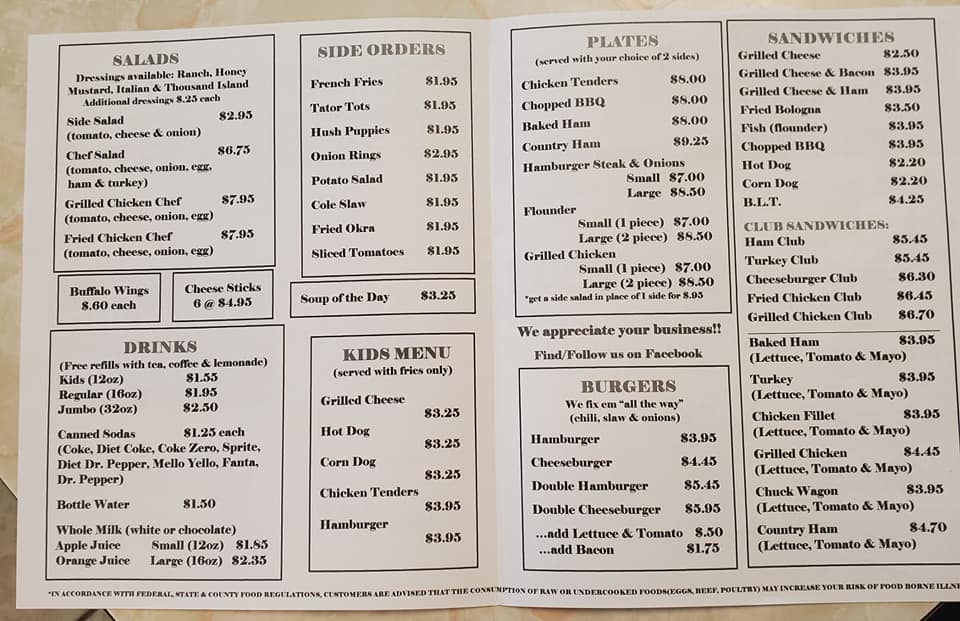 SALADS
Dressings available: Ranch, Honey
Mustard, Italian & Thousand Island
Additional dressings $.25 each
Side Salad $2.95
(tomato, cheese & onion)
Chef Salad $6.75
(tomato, cheese, onion, egg,
ham & turkey)
Grilled Chicken Chef $7.95
(tomato, cheese, onion, egg)
Fried Chicken Chef $7.95
(tomato, cheese, onion, egg)
Buffalo Wings
$.60 each
Cheese Sticks
6 @ $4.95
DRINKS
(Free refills with tea, coffee & lemonade)
Kids (12oz) $1.55
Regular (16oz) $1.95
Jumbo (32oz) $2.50
Canned Sodas $1.25 each
(Coke, Diet Coke, Coke Zero, Sprite,
Diet Dr. Pepper, Mello Yello, Fanta,
Dr. Pepper)
Bottle Water $1.50
Whole Milk (white or chocolate)
Apple Juice Small (12oz) $1.85
Orange Juice Large (16oz) $2.35
SIDE ORDERS
French Fries $1.95
Tator Tots $1.95
Hush Puppies $1.95
Onion Rings $2.95
Potato Salad $1.95
Cole Slaw $1.95
Fried Okra $1.95
Sliced Tomatoes $1.95
Soup of the Day $3.25
KIDS MENU
(served with fries only)
Grilled Cheese
$3.25
Hot Dog
$3.25
Corn Dog
$3.25
Chicken Tenders
$3.95
Hamburger
$3.95
PLATES
(served with your choice of 2 sides)
Chicken Tenders $8.00
Chopped BBQ $8.00
Baked Ham $8.00
Country Ham $9.25
Hamburger Steak & Onions
Small $7.00
Large $8.50
Flounder
Small (1 piece) $7.00
Large (2 piece) $8.50
Grilled Chicken
Small (1 piece) $7.00
Large (2 piece) $8.50
*get a side salad in place of 1 side for $.95
We appreciate your business!!
Find/Follow us on Facebook
BURGERS
We fix em “all the way”
(chili, slaw & onions)
Hamburger $3.95
Cheeseburger $4.45
Double Hamburger $5.45
Double Cheeseburger $5.95
...add Lettuce & Tomato $.50
...add Bacon $1.75
SANDWICHES
Grilled Cheese $2.50
Grilled Cheese & Bacon $3.95
Grilled Cheese & Ham $3.95
Fried Bologna $3.50
Fish (flounder) $3.95
Chopped BBQ $3.95
Hot Dog $2.20
Corn Dog $2.20
B.L.T. $4.25
CLUB SANDWICHES:
Ham Club $5.45
Turkey Club $5.45
Cheeseburger Club $6.30
Fried Chicken Club $6.45
Grilled Chicken Club $6.70
Baked Ham $3.95
(Lettuce, Tomato & Mayo)
Turkey $3.95
(Lettuce, Tomato & Mayo)
Chicken Fillet $3.95
(Lettuce, Tomato & Mayo)
Grilled Chicken $4.45
(Lettuce, Tomato & Mayo)
Chuck Wagon $3.95
(Lettuce, Tomato & Mayo)
Country Ham $4.70
(Lettuce, Tomato & Mayo)
*IN ACCORDANCE WITH FEDERAL, STATE & COUNTY FOOD REGULATIONS, CUSTOMERS ARE ADVISED THAT THE CONSUMPTION OF RAW OR UNDERCOOKED FOODS(EGGS, BEEF, POULTRY) MAY INCREASE YOUR RISK OF FOOD BORNE ILLNE